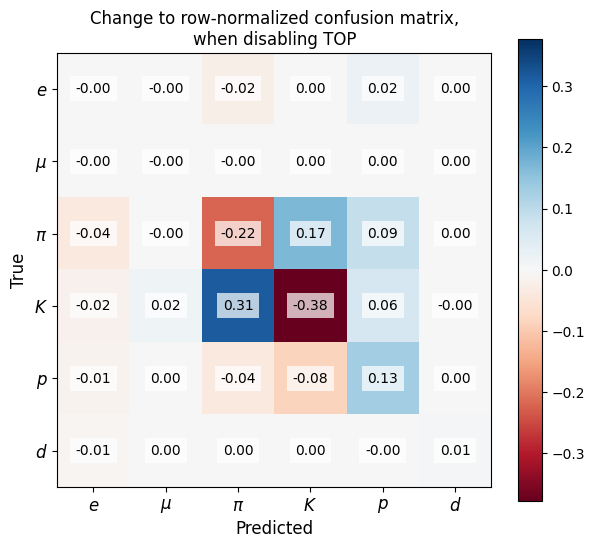 Change to row-normalized confusion matrix,
when disabling TOP
e -0.00 -0.00 -0.02 0.00 0.02 0.00
μ -0.00 -0.00 -0.00 0.00 0.00 0.00
π -0.04 -0.00 -0.22 0.17 0.09 0.00
K -0.02 0.02 0.31 -0.38 0.06 -0.00
p -0.01 0.00 -0.04 -0.08 0.13 0.00
d -0.01 0.00 0.00 0.00 -0.00 0.01
e μ π K p d
Predicted
True
0.3
0.2
0.1
0.0
−0.1
−0.2
−0.3